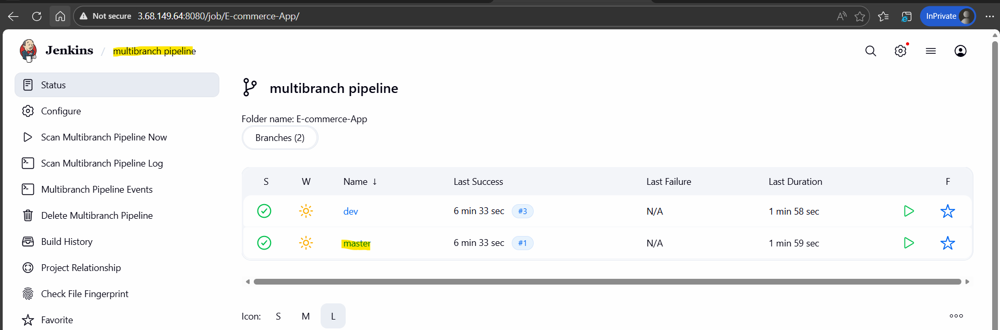 Not secure 3.68.149.64:8080/job/E-commerce-App/
InPrivate
Jenkins / multibranch pipeline
Status
Configure
Scan Multibranch Pipeline Now
Scan Multibranch Pipeline Log
Multibranch Pipeline Events
Delete Multibranch Pipeline
Build History
Project Relationship
Check File Fingerprint
Favorite
multibranch pipeline
Folder name: E-commerce-App
Branches (2)
S W Name ↓ Last Success Last Failure Last Duration F
dev 6 min 33 sec #3 N/A 1 min 58 sec
master 6 min 33 sec #1 N/A 1 min 59 sec
Icon: S M L